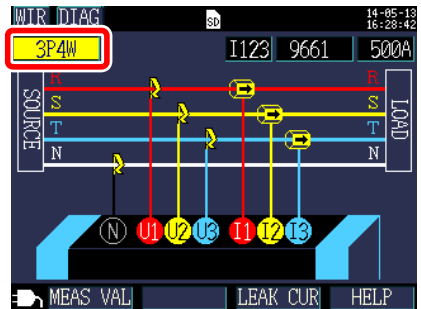 WIR DIAG SD 14-05-13
16:28:42
3P4W I123 9661 500A
R R
S S
T T
N N
SOURCE
LOAD
N U1 U2 U3 I1 I2 I3
MEAS VAL LEAK CUR HELP